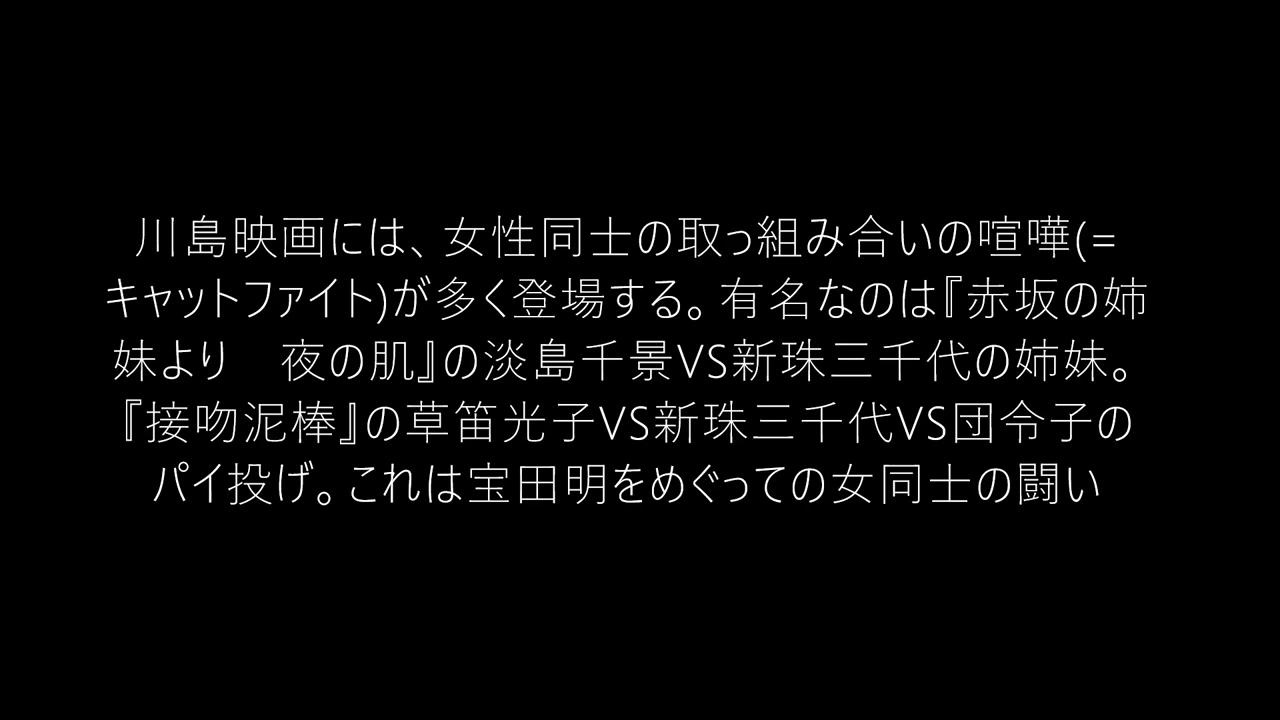 川島映画には、女性同士の取っ組み合いの喧嘩(=
キャットファイト)が多く登場する。有名なのは『赤坂の姉
妹より　夜の肌』の淡島千景VS新珠三千代の姉妹。
『接吻泥棒』の草笛光子VS新珠三千代VS団令子の
パイ投げ。これは宝田明をめぐっての女同士の闘い